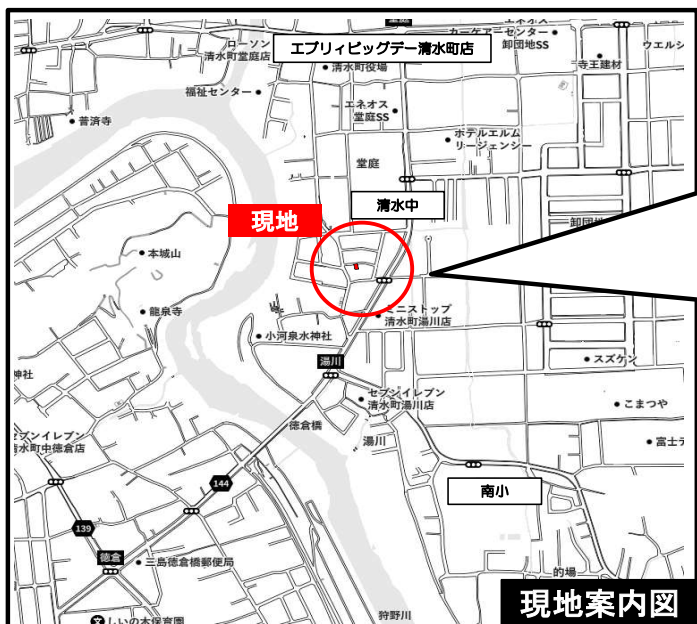 ローソン
清水町堂庭店
エブリィビッグデー清水町店
清水町役場
エネオス
カーケアーセンター
卸団地SS
ウエルシ
寺王建材
福祉センター
普済寺
エネオス
堂庭SS
ホテルエルム
リージェンシー
堂庭
清水中
現地
卸団地
本城山
龍泉寺
ミニストップ
清水町湯川店
小河泉水神社
湯川
スズケン
神社
セブンイレブン
清水町湯川店
こまつや
徳倉橋
湯川
セブンイレブン
清水町中徳倉店
富士テ
144
南小
139
徳倉
三島徳倉橋郵便局
的場
しいの木保育園
狩野川
現地案内図